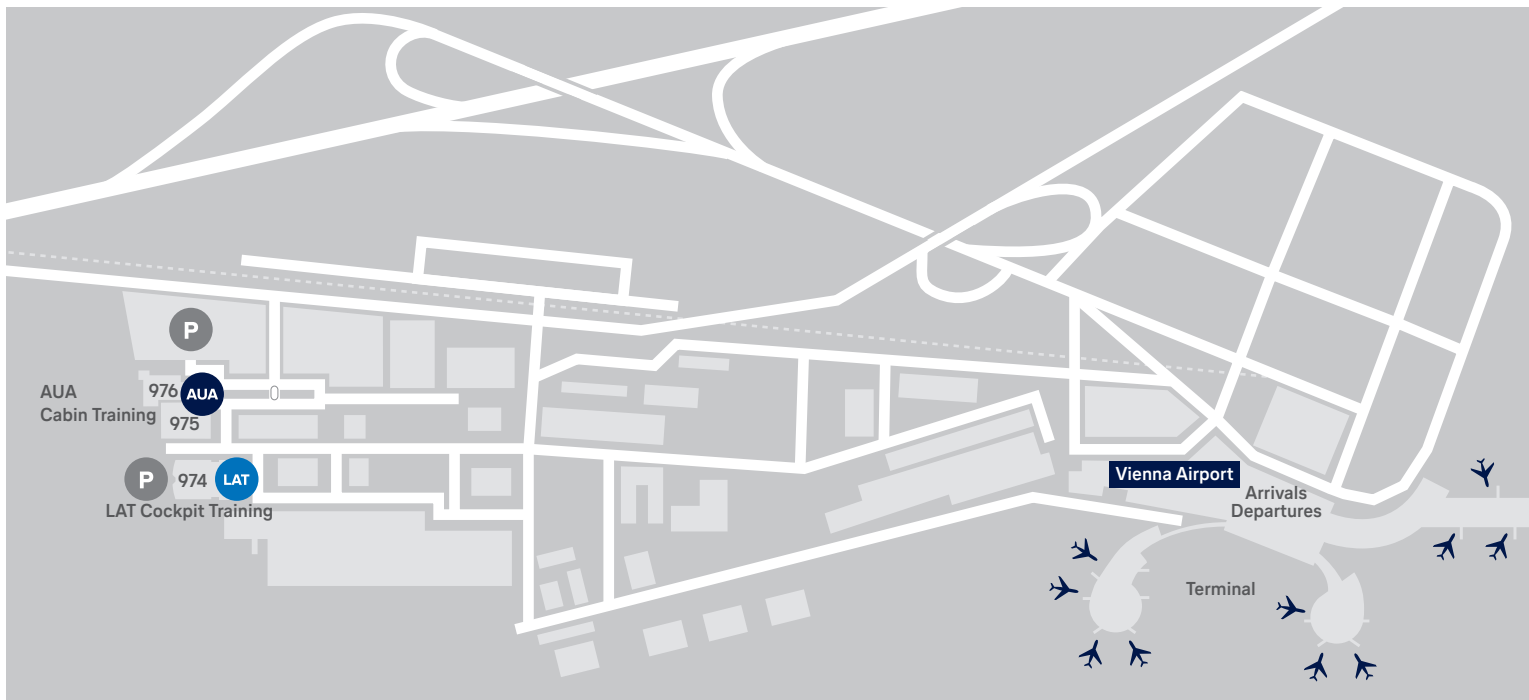 P
AUA
Cabin Training
976
AUA
975
P
974
LAT
LAT Cockpit Training
Vienna Airport
Arrivals
Departures
Terminal